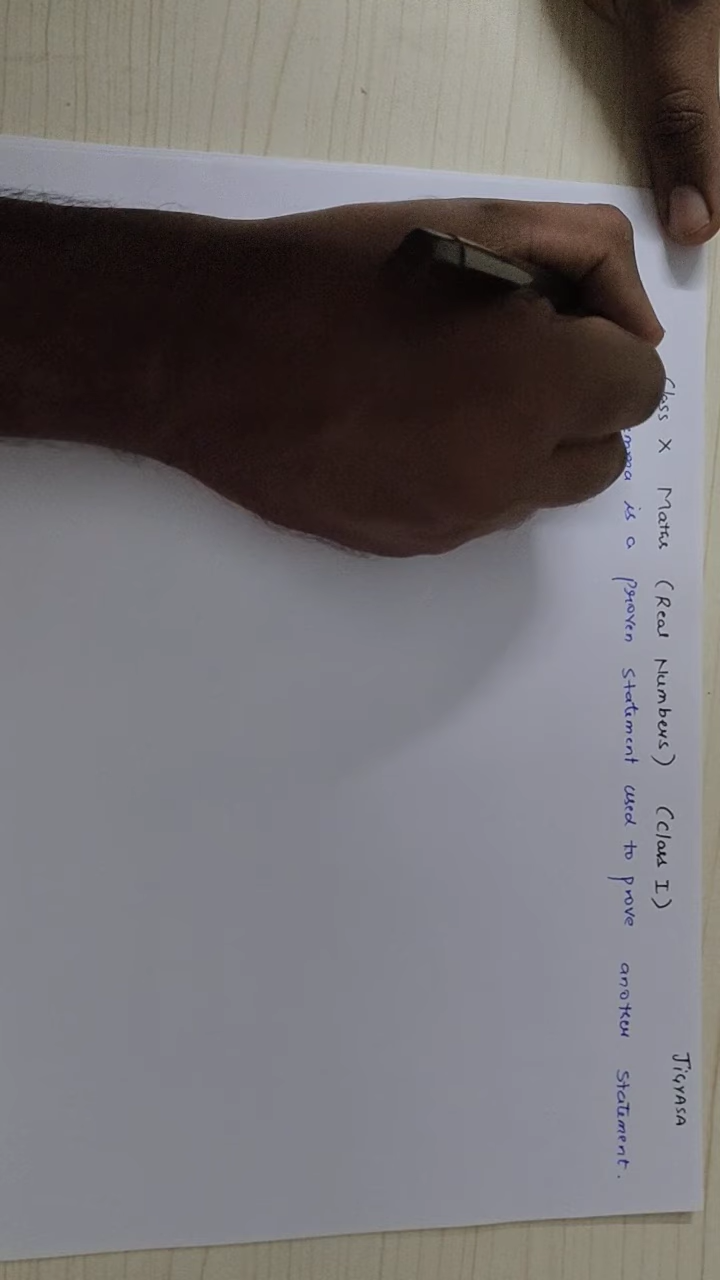 JIGYASA
Class X Maths (Real Numbers) (Class I)
is a proven statement used to prove another statement.